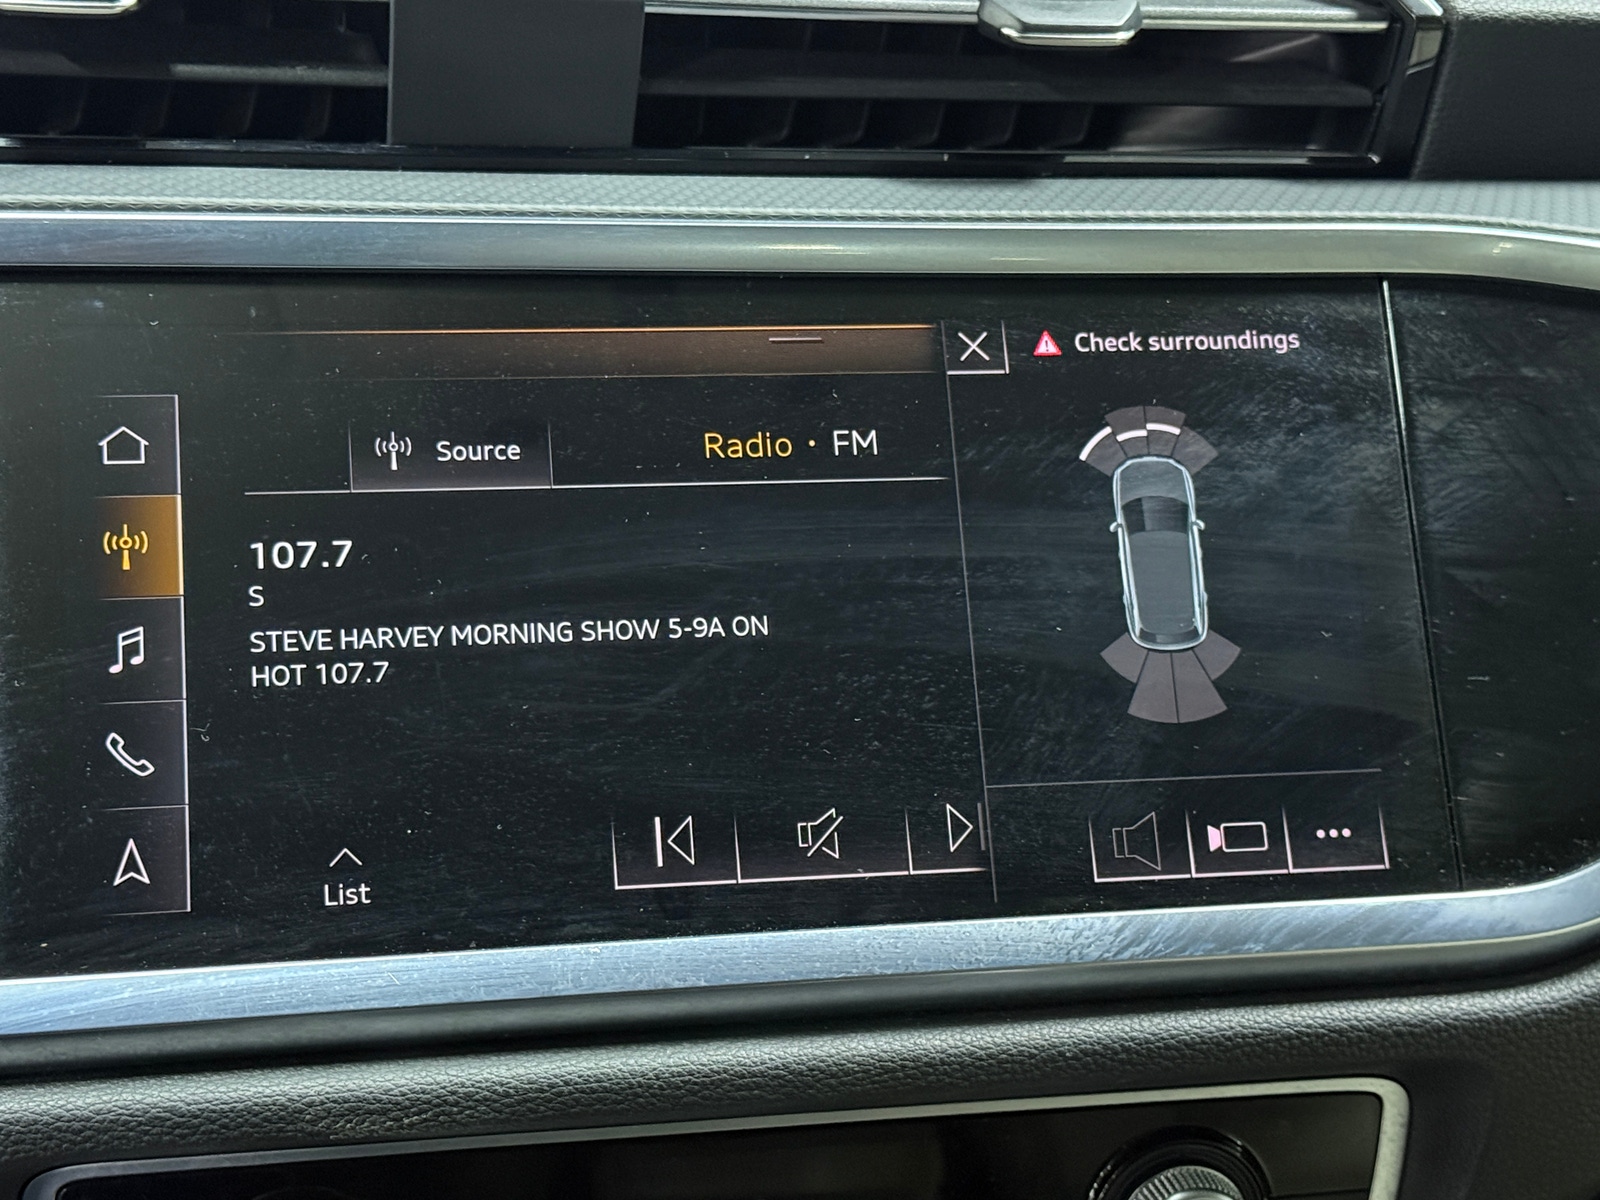 Check surroundings
Source
Radio · FM
107.7
S
STEVE HARVEY MORNING SHOW 5-9A ON
HOT 107.7
List